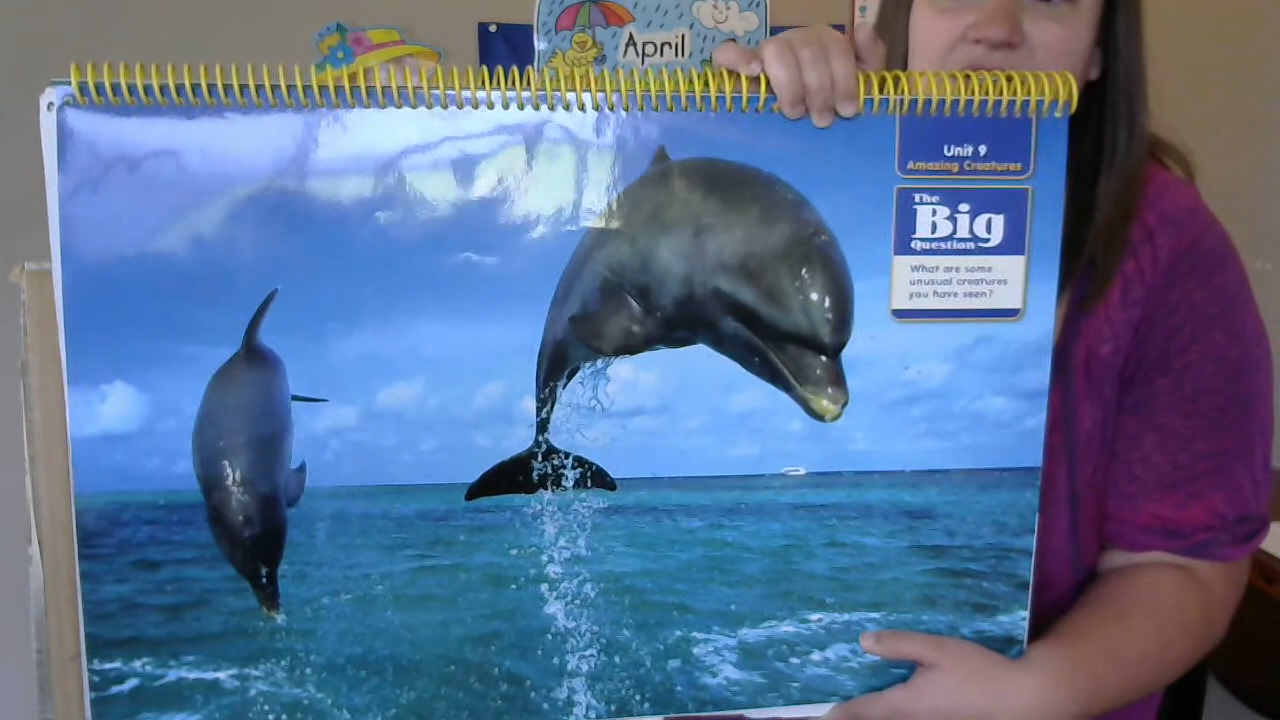 April
Unit 9
Amazing Creatures
The
Big
Question
What are some
unusual creatures
you have seen?